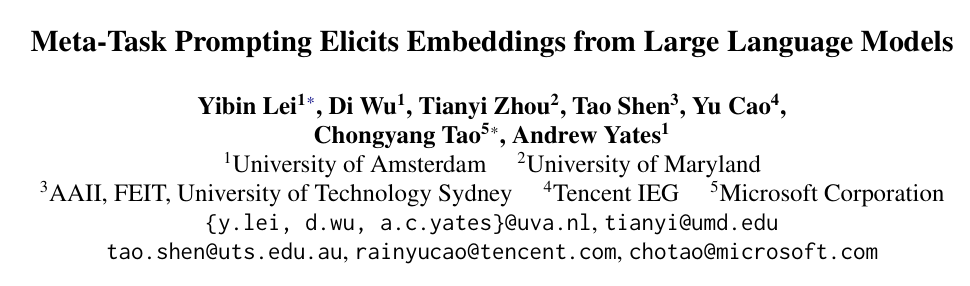 Meta-Task Prompting Elicits Embeddings from Large Language Models
Yibin Lei¹*, Di Wu¹, Tianyi Zhou², Tao Shen³, Yu Cao⁴,
Chongyang Tao⁵*, Andrew Yates¹
¹University of Amsterdam ²University of Maryland
³AAII, FEIT, University of Technology Sydney ⁴Tencent IEG ⁵Microsoft Corporation
{y.lei, d.wu, a.c.yates}@uva.nl, tianyi@umd.edu
tao.shen@uts.edu.au, rainyucao@tencent.com, chotao@microsoft.com